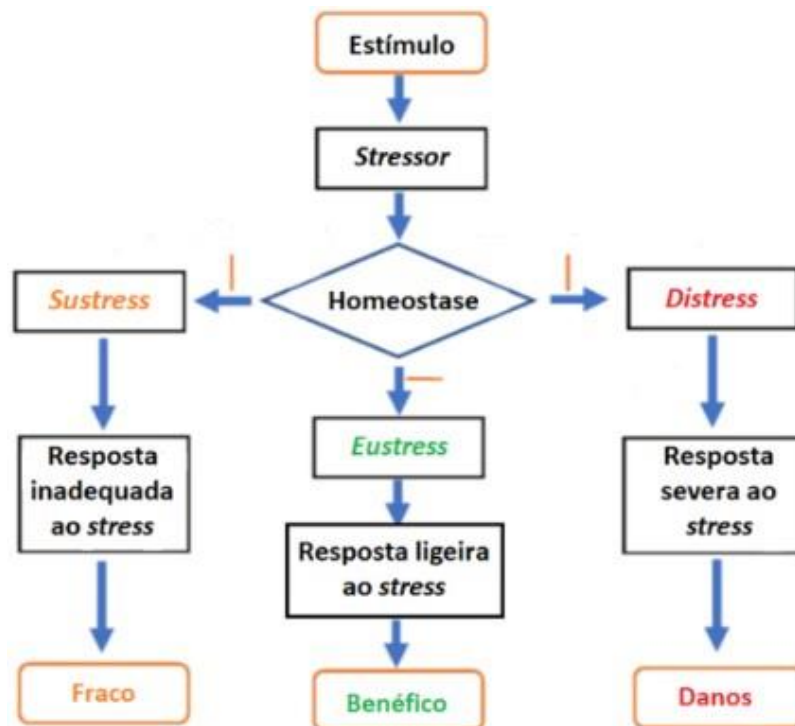 Estímulo
Stressor
Homeostase
Sustress
Distress
Eustress
Resposta
inadequada
ao stress
Resposta
severa ao
stress
Resposta ligeira
ao stress
Fraco
Benéfico
Danos